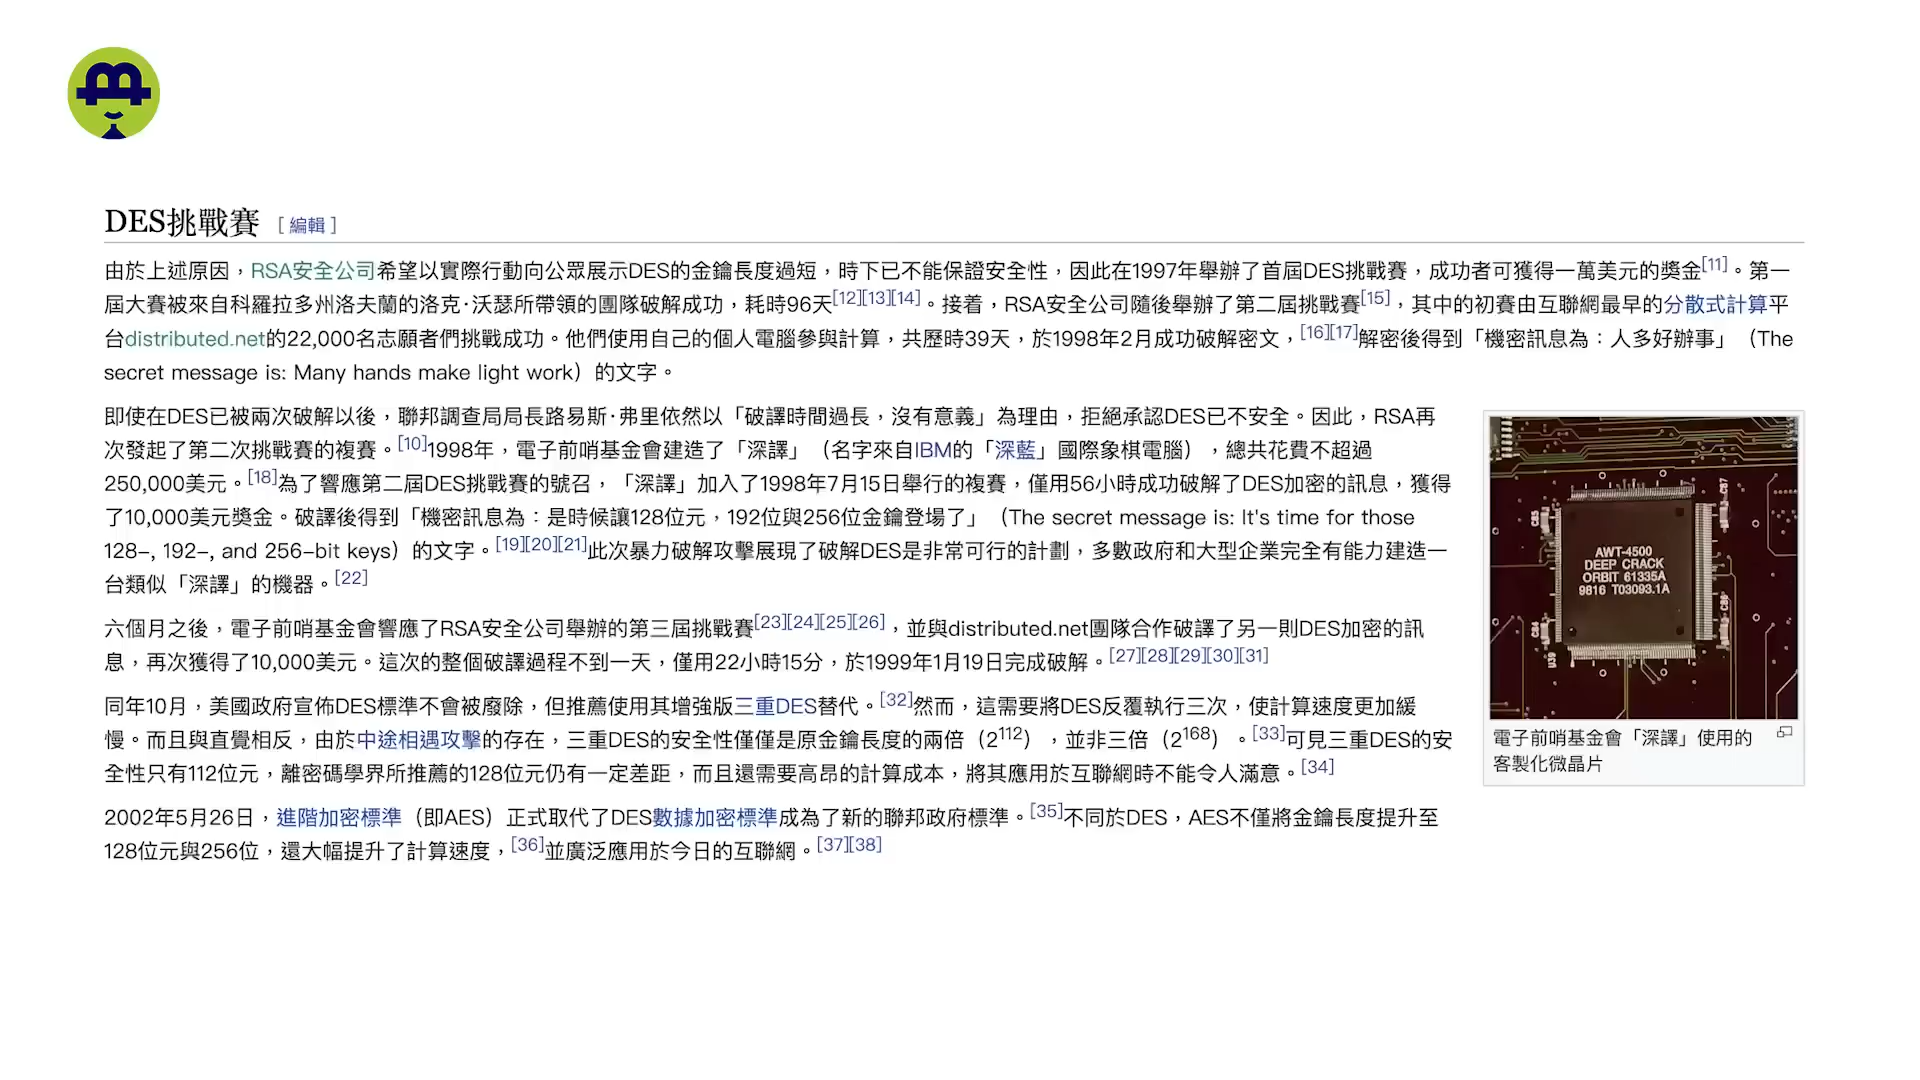 DES挑戰賽 [ 編輯 ]
由於上述原因，RSA安全公司希望以實際行動向公眾展示DES的金鑰長度過短，時下已不能保證安全性，因此在1997年舉辦了首屆DES挑戰賽，成功者可獲得一萬美元的獎金[11]。第一
屆大賽被來自科羅拉多州洛夫蘭的洛克·沃瑟所帶領的團隊破解成功，耗時96天[12][13][14]。接着，RSA安全公司隨後舉辦了第二屆挑戰賽[15]，其中的初賽由互聯網最早的分散式計算平
台distributed.net的22,000名志願者們挑戰成功。他們使用自己的個人電腦參與計算，共歷時39天，於1998年2月成功破解密文，[16][17]解密後得到「機密訊息為：人多好辦事」（The
secret message is: Many hands make light work）的文字。
即使在DES已被兩次破解以後，聯邦調查局局長路易斯·弗里依然以「破譯時間過長，沒有意義」為理由，拒絕承認DES已不安全。因此，RSA再
次發起了第二次挑戰賽的複賽。[10]1998年，電子前哨基金會建造了「深譯」（名字來自IBM的「深藍」國際象棋電腦），總共花費不超過
250,000美元。[18]為了響應第二屆DES挑戰賽的號召，「深譯」加入了1998年7月15日舉行的複賽，僅用56小時成功破解了DES加密的訊息，獲得
了10,000美元獎金。破譯後得到「機密訊息為：是時候讓128位元，192位與256位金鑰登場了」（The secret message is: It's time for those
128–, 192–, and 256–bit keys）的文字。[19][20][21]此次暴力破解攻擊展現了破解DES是非常可行的計劃，多數政府和大型企業完全有能力建造一
台類似「深譯」的機器。[22]
六個月之後，電子前哨基金會響應了RSA安全公司舉辦的第三屆挑戰賽[23][24][25][26]，並與distributed.net團隊合作破譯了另一則DES加密的訊
息，再次獲得了10,000美元。這次的整個破譯過程不到一天，僅用22小時15分，於1999年1月19日完成破解。[27][28][29][30][31]
同年10月，美國政府宣佈DES標準不會被廢除，但推薦使用其增強版三重DES替代。[32]然而，這需要將DES反覆執行三次，使計算速度更加緩
慢。而且與直覺相反，由於中途相遇攻擊的存在，三重DES的安全性僅僅是原金鑰長度的兩倍（2^112），並非三倍（2^168）。[33]可見三重DES的安
全性只有112位元，離密碼學界所推薦的128位元仍有一定差距，而且還需要高昂的計算成本，將其應用於互聯網時不能令人滿意。[34]
2002年5月26日，進階加密標準（即AES）正式取代了DES數據加密標準成為了新的聯邦政府標準。[35]不同於DES，AES不僅將金鑰長度提升至
128位元與256位，還大幅提升了計算速度，[36]並廣泛應用於今日的互聯網。[37][38]
C87
C85
AWT-4500
DEEP CRACK
ORBIT 61335A
9816 T03093.1A
C86
C84
U39
電子前哨基金會「深譯」使用的
客製化微晶片